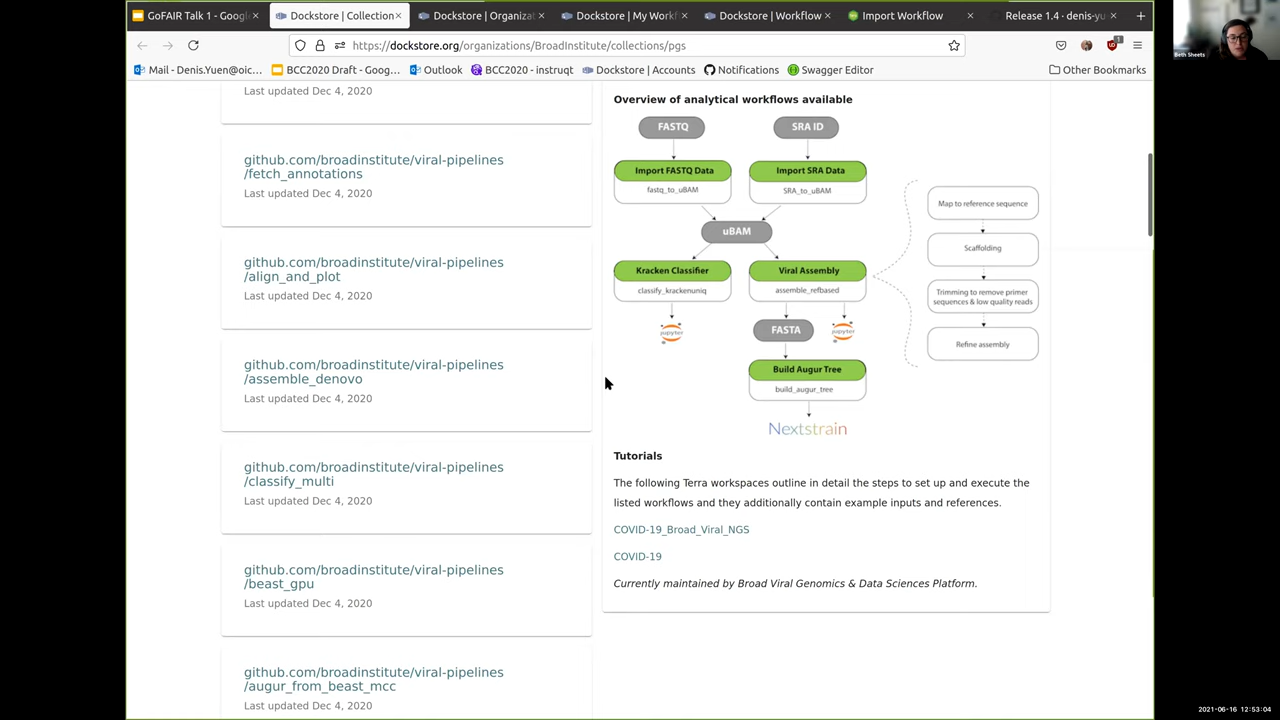 GoFAIR Talk 1 - Googl
Dockstore | Collection
Dockstore | Organizat
Dockstore | My Workf
Dockstore | Workflow
Import Workflow
Release 1.4 · denis-yu
https://dockstore.org/organizations/BroadInstitute/collections/pgs
1
Mail - Denis.Yuen@oic…
BCC2020 Draft - Goog…
Outlook
BCC2020 - instruqt
Dockstore | Accounts
Notifications
Swagger Editor
Other Bookmarks
Beth Sheets
Last updated Dec 4, 2020
github.com/broadinstitute/viral-pipelines
/fetch_annotations
Last updated Dec 4, 2020
github.com/broadinstitute/viral-pipelines
/align_and_plot
Last updated Dec 4, 2020
github.com/broadinstitute/viral-pipelines
/assemble_denovo
Last updated Dec 4, 2020
github.com/broadinstitute/viral-pipelines
/classify_multi
Last updated Dec 4, 2020
github.com/broadinstitute/viral-pipelines
/beast_gpu
Last updated Dec 4, 2020
github.com/broadinstitute/viral-pipelines
/augur_from_beast_mcc
Last updated Dec 4, 2020
Overview of analytical workflows available
FASTQ
SRA ID
Import FASTQ Data
fastq_to_uBAM
Import SRA Data
SRA_to_uBAM
uBAM
Kracken Classifier
classify_krackenuniq
Viral Assembly
assemble_refbased
jupyter
FASTA
jupyter
Build Augur Tree
build_augur_tree
Nextstrain
Map to reference sequence
Scaffolding
Trimming to remove primer
sequences & low quality reads
Refine assembly
Tutorials
The following Terra workspaces outline in detail the steps to set up and execute the
listed workflows and they additionally contain example inputs and references.
COVID-19_Broad_Viral_NGS
COVID-19
Currently maintained by Broad Viral Genomics & Data Sciences Platform.
2021-06-16 12:53:04